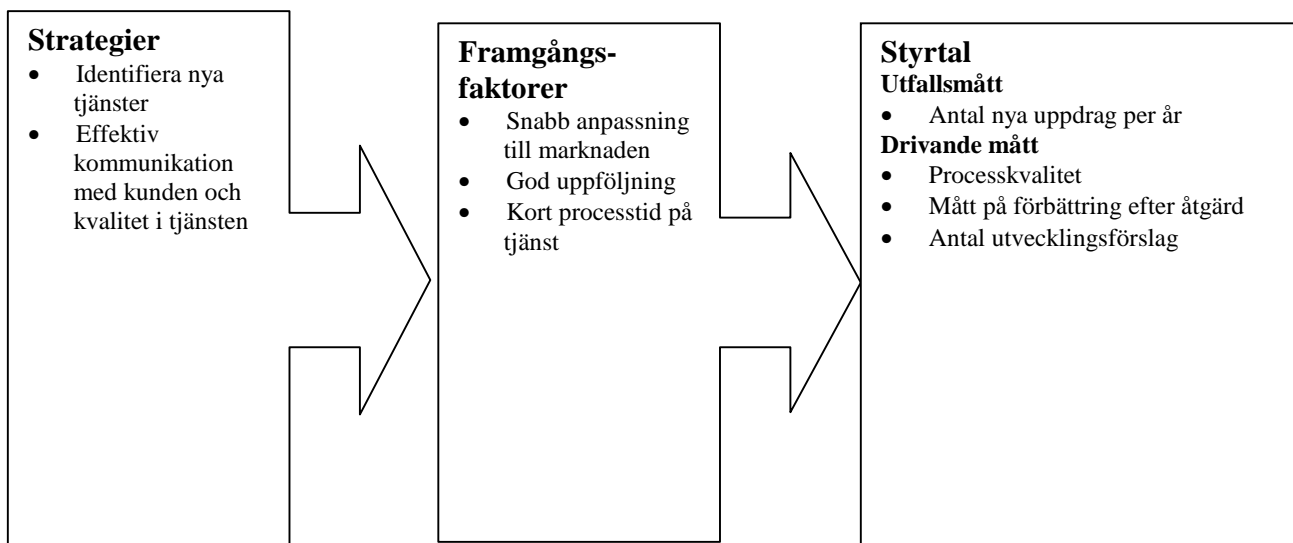 Strategier
• Identifiera nya
tjänster
• Effektiv
kommunikation
med kunden och
kvalitet i tjänsten
Framgångs-
faktorer
• Snabb anpassning
till marknaden
• God uppföljning
• Kort processtid på
tjänst
Styrtal
Utfallsmått
• Antal nya uppdrag per år
Drivande mått
• Processkvalitet
• Mått på förbättring efter åtgärd
• Antal utvecklingsförslag